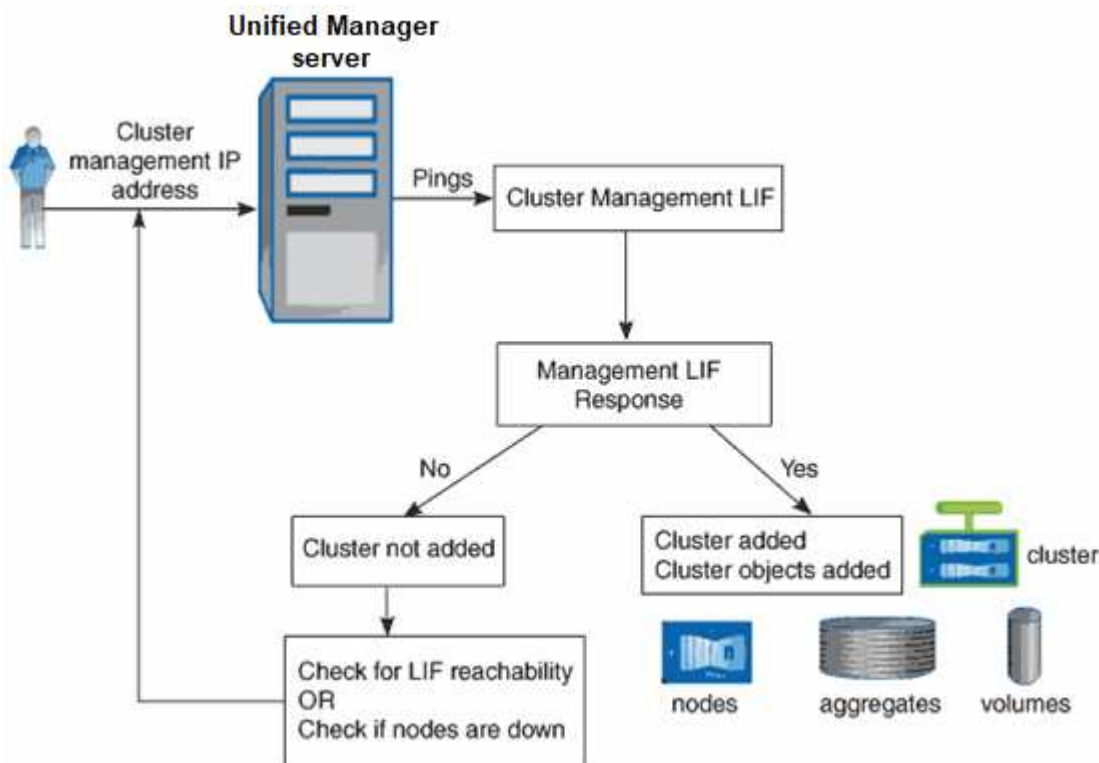 Unified Manager
server
Cluster
management IP
address
Pings
Cluster Management LIF
Management LIF
Response
No
Yes
Cluster not added
Cluster added
Cluster objects added
cluster
Check for LIF reachability
OR
Check if nodes are down
nodes
aggregates
volumes